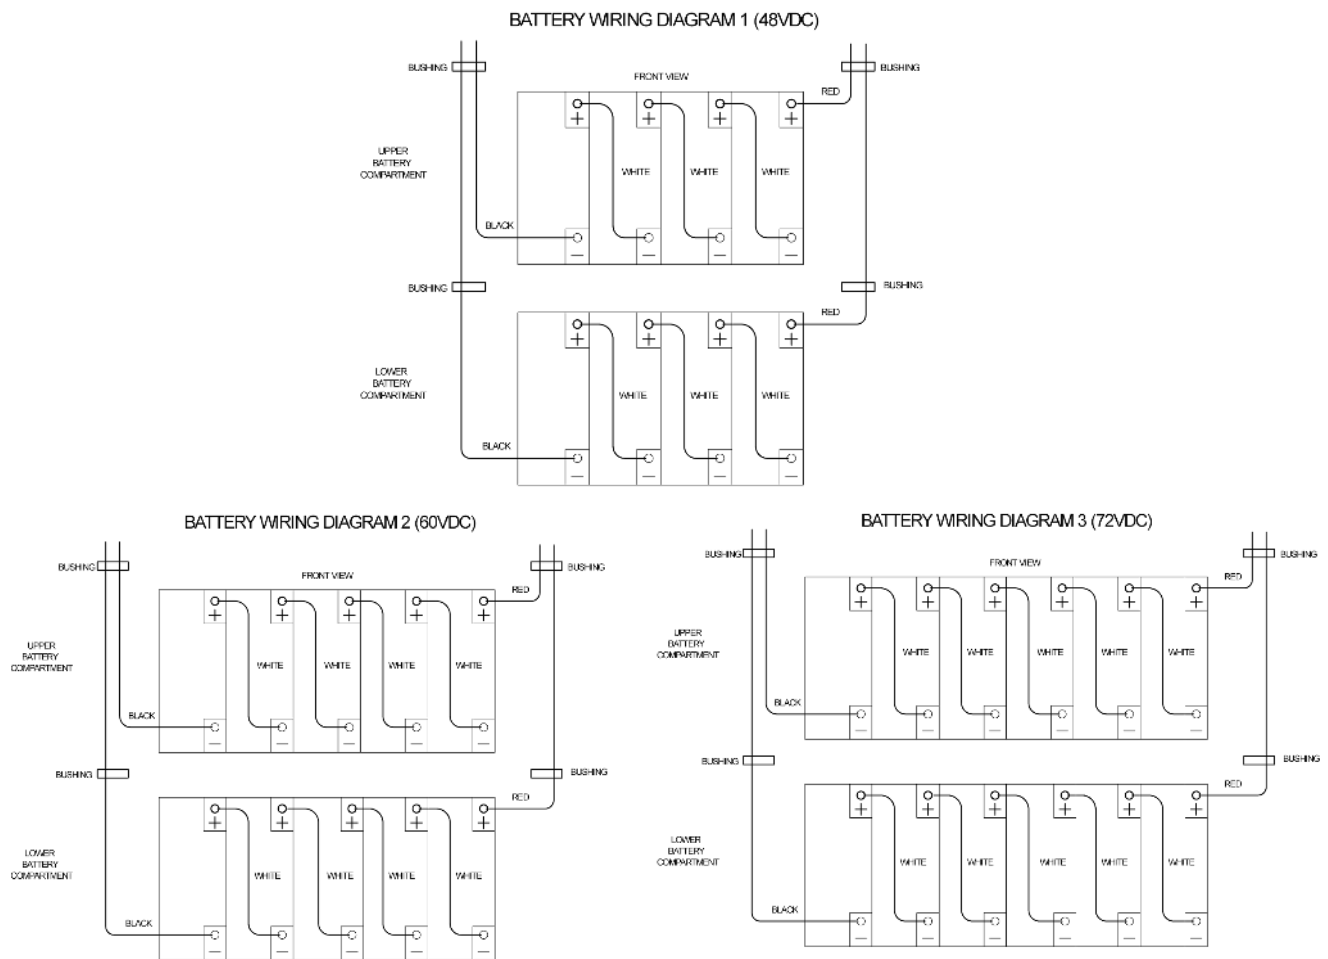 BATTERY WIRING DIAGRAM 1 (48VDC)
BUSHING
BUSHING
FRONT VIEW
RED
+ + + +
UPPER
BATTERY
COMPARTMENT
WHITE WHITE WHITE
BLACK
− − − −
BUSHING
BUSHING
RED
+ + + +
LOWER
BATTERY
COMPARTMENT
WHITE WHITE WHITE
BLACK
− − − −
BATTERY WIRING DIAGRAM 2 (60VDC)
BUSHING
BUSHING
FRONT VIEW
RED
+ + + + +
UPPER
BATTERY
COMPARTMENT
WHITE WHITE WHITE WHITE
BLACK
− − − − −
BUSHING
BUSHING
RED
+ + + + +
LOWER
BATTERY
COMPARTMENT
WHITE WHITE WHITE WHITE
BLACK
− − − − −
BATTERY WIRING DIAGRAM 3 (72VDC)
BUSHING
BUSHING
FRONT VIEW
RED
+ + + + + +
UPPER
BATTERY
COMPARTMENT
WHITE WHITE WHITE WHITE WHITE
BLACK
− − − − − −
BUSHING
BUSHING
RED
+ + + + + +
LOWER
BATTERY
COMPARTMENT
WHITE WHITE WHITE WHITE WHITE
BLACK
− − − − − −